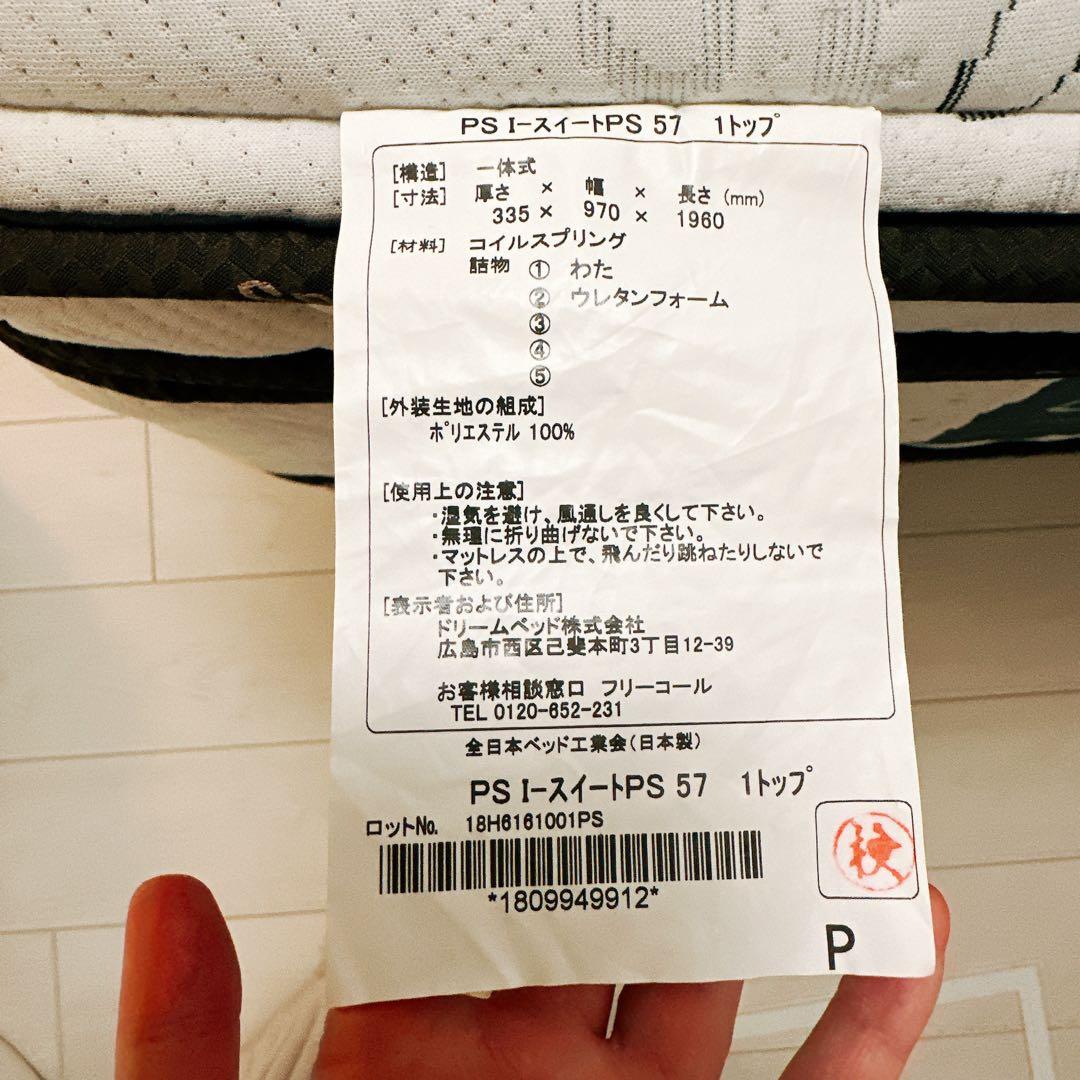 PS Iースイートps 57 1トップ
[構造] 一体式
[寸法] 厚さ × 幅 × 長さ (mm)
335 × 970 × 1960
[材料] コイルスプリング
詰物 ① わた
② ウレタンフォーム
③
④
⑤
[外装生地の組成]
ポリエステル 100%
[使用上の注意]
・湿気を避け、風通しを良くして下さい。
・無理に折り曲げないで下さい。
・マットレスの上で、飛んだり跳ねたりしないで
下さい。
[表示者および住所]
ドリームベッド株式会社
広島市西区己斐本町3丁目12-39
お客様相談窓口 フリーコール
TEL 0120-652-231
全日本ベッド工業会(日本製)
PS Iースイートps 57 1トップ
ロットNo. 18H6161001PS
検
*1809949912*
P